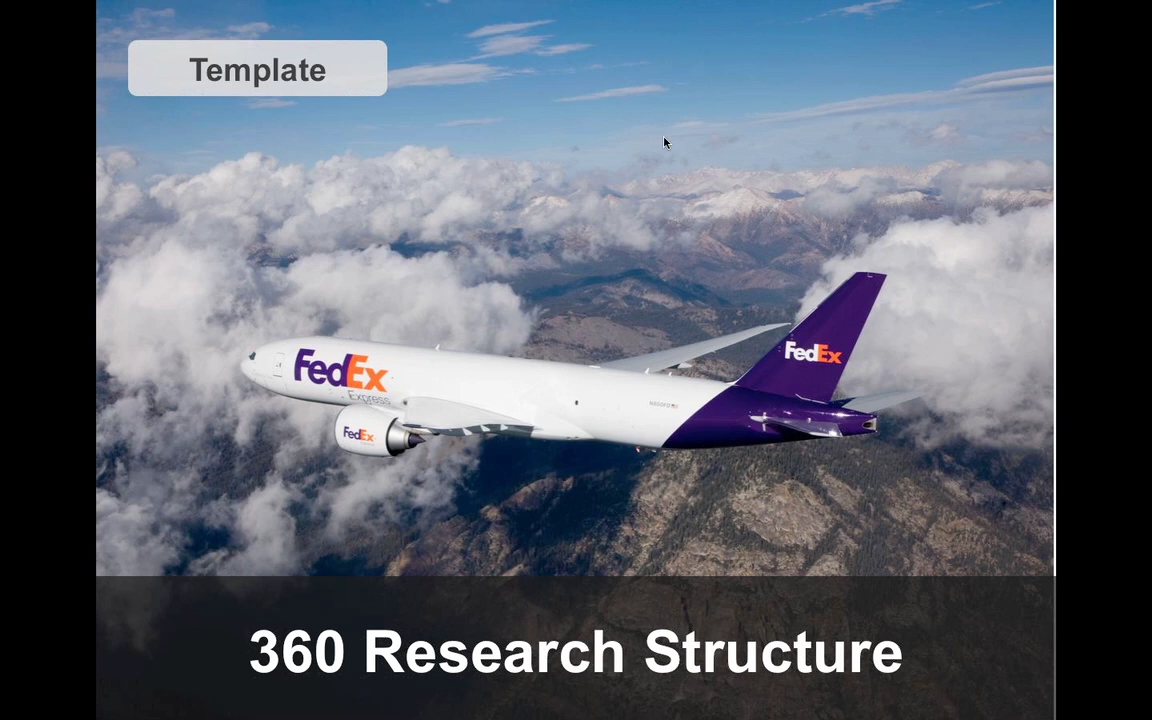 Template
FedEx
Express
FedEx
FedEx
360 Research Structure